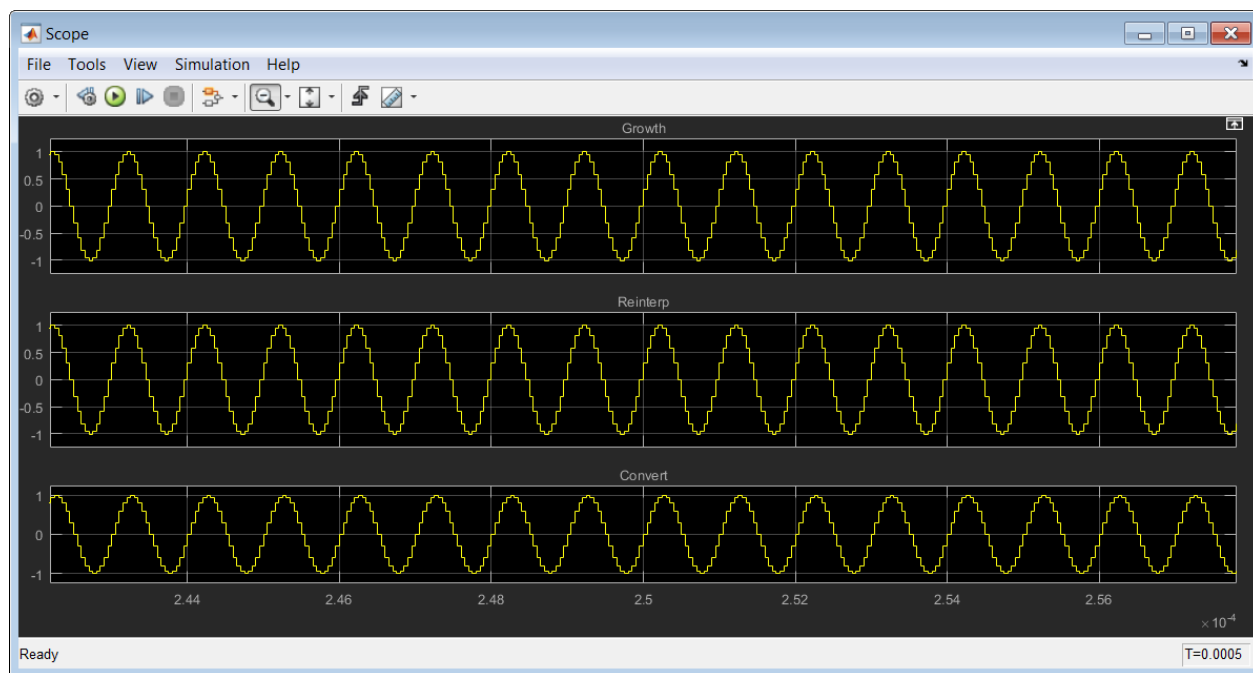 Scope
File Tools View Simulation Help
Growth
1
0.5
0
-0.5
-1
Reinterp
1
0.5
0
-0.5
-1
Convert
1
0
-1
2.44 2.46 2.48 2.5 2.52 2.54 2.56
×10⁻⁴
Ready T=0.0005